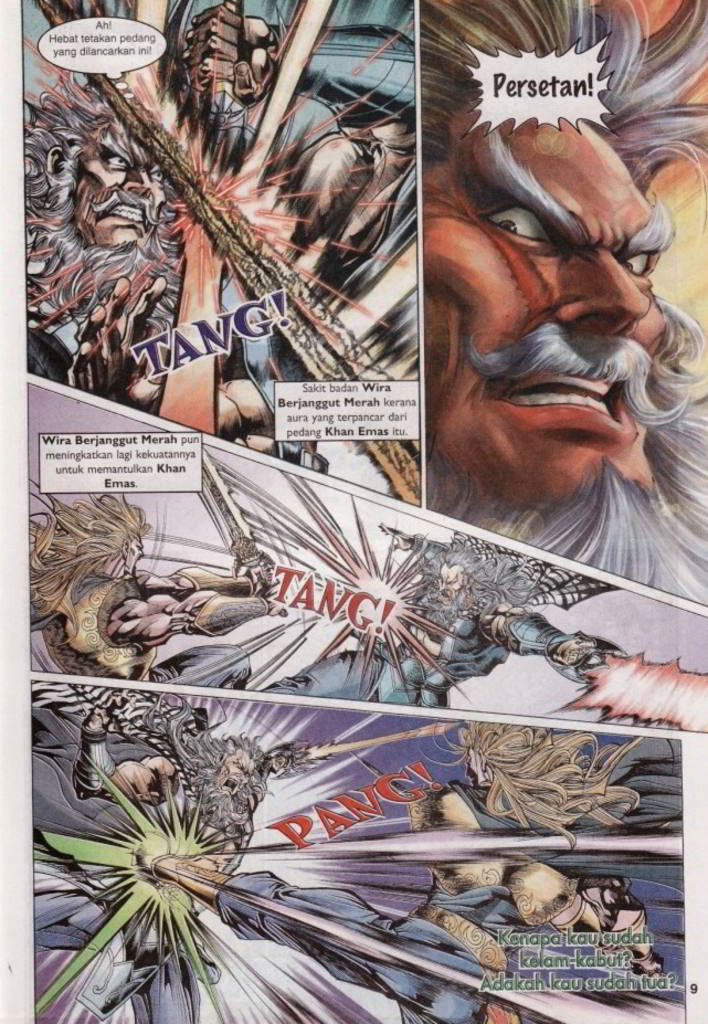 Ah!
Hebat tetakan pedang
yang dilancarkan ini!
Persetan!
TANG!
Sakit badan Wira
Berjanggut Merah kerana
aura yang terpancar dari
pedang Khan Emas itu.
Wira Berjanggut Merah pun
meningkatkan lagi kekuatannya
untuk memantulkan Khan
Emas.
TANG!
PANG!
Kenapa kau sudah
kelam-kabut?
Adakah kau sudah tua?
9